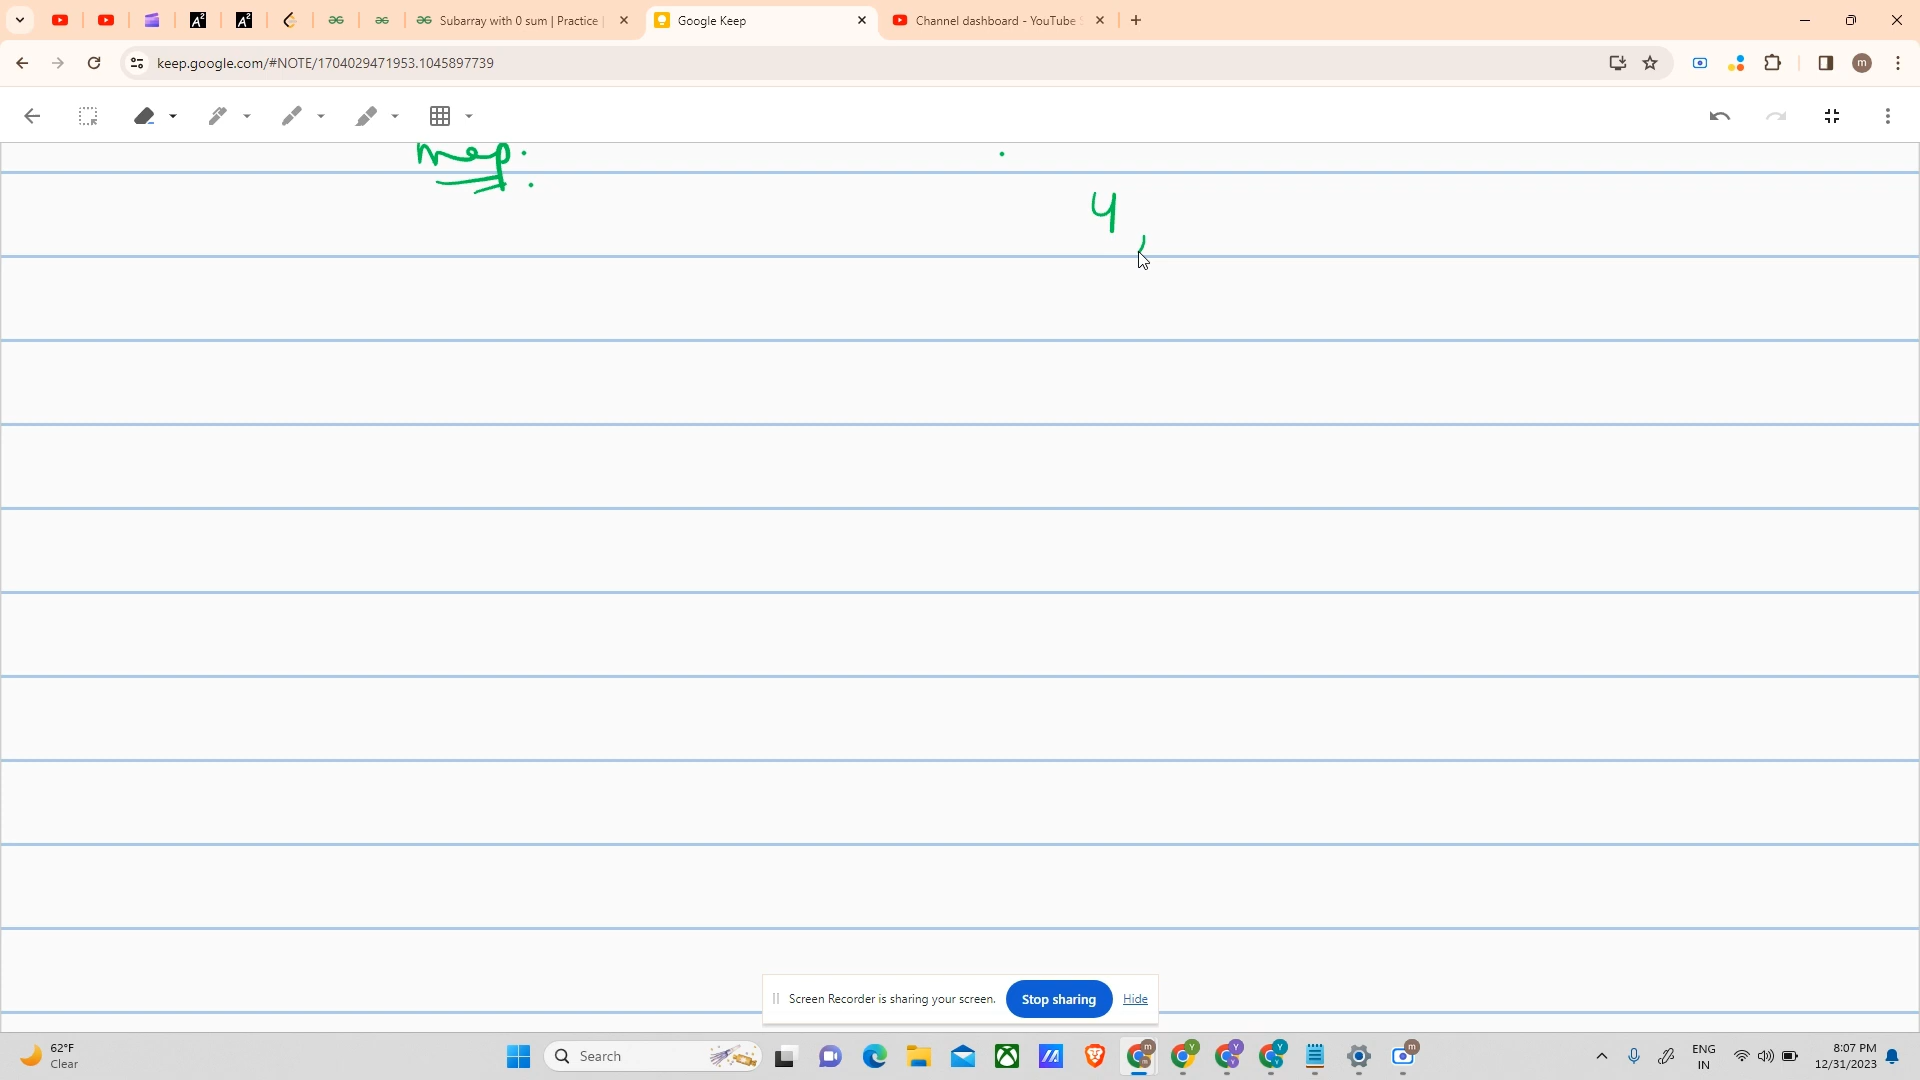 Subarray with 0 sum | Practice
Google Keep
Channel dashboard - YouTube
keep.google.com/#NOTE/1704029471953.1045897739
m
map.
4,
Screen Recorder is sharing your screen. Stop sharing Hide
62°F
Clear
Search
ENG
IN
8:07 PM
12/31/2023